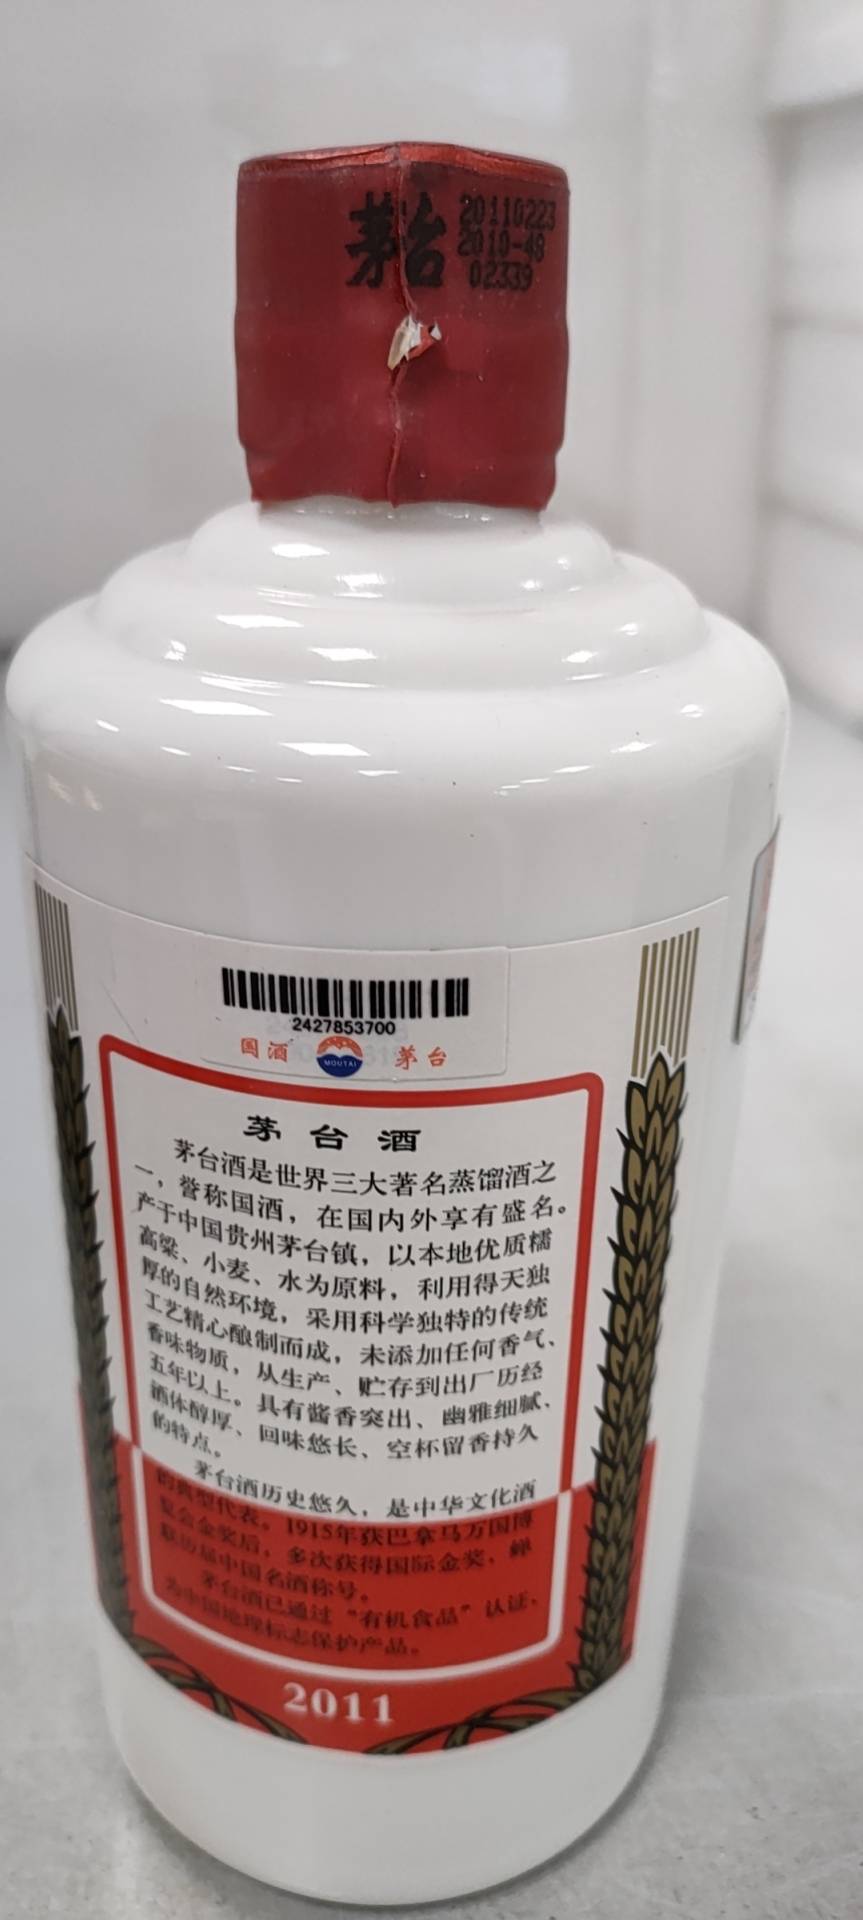 茅台
20110223
2010-48
02339
2427853700
国酒 MOUTAI 茅台
茅台酒
茅台酒是世界三大著名蒸馏酒之
一，誉称国酒，在国内外享有盛名。
产于中国贵州茅台镇，以本地优质糯
高粱、小麦、水为原料，利用得天独
厚的自然环境，采用科学独特的传统
工艺精心酿制而成，未添加任何香气、
香味物质，从生产、贮存到出厂历经
五年以上。具有酱香突出、幽雅细腻、
酒体醇厚、回味悠长、空杯留香持久
的特点。
茅台酒历史悠久，是中华文化酒
的典型代表。1915年获巴拿马万国博
览会金奖后，多次获得国际金奖，蝉
联历届中国名酒称号。
茅台酒已通过“有机食品”认证，
为中国地理标志保护产品。
2011